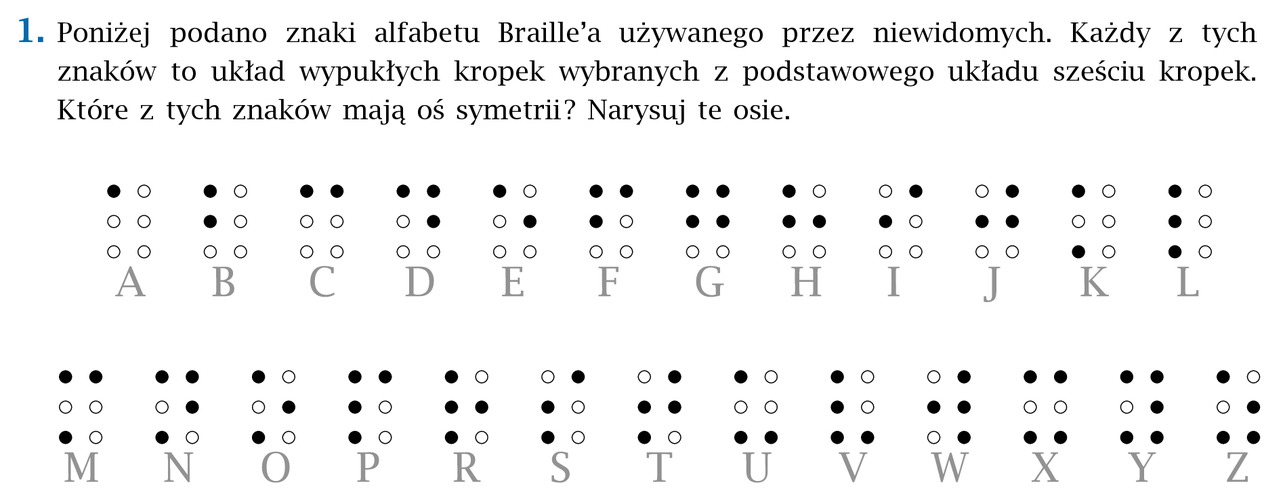 1. Poniżej podano znaki alfabetu Braille’a używanego przez niewidomych. Każdy z tych
znaków to układ wypukłych kropek wybranych z podstawowego układu sześciu kropek.
Które z tych znaków mają oś symetrii? Narysuj te osie.
A B C D E F G H I J K L
M N O P R S T U V W X Y Z